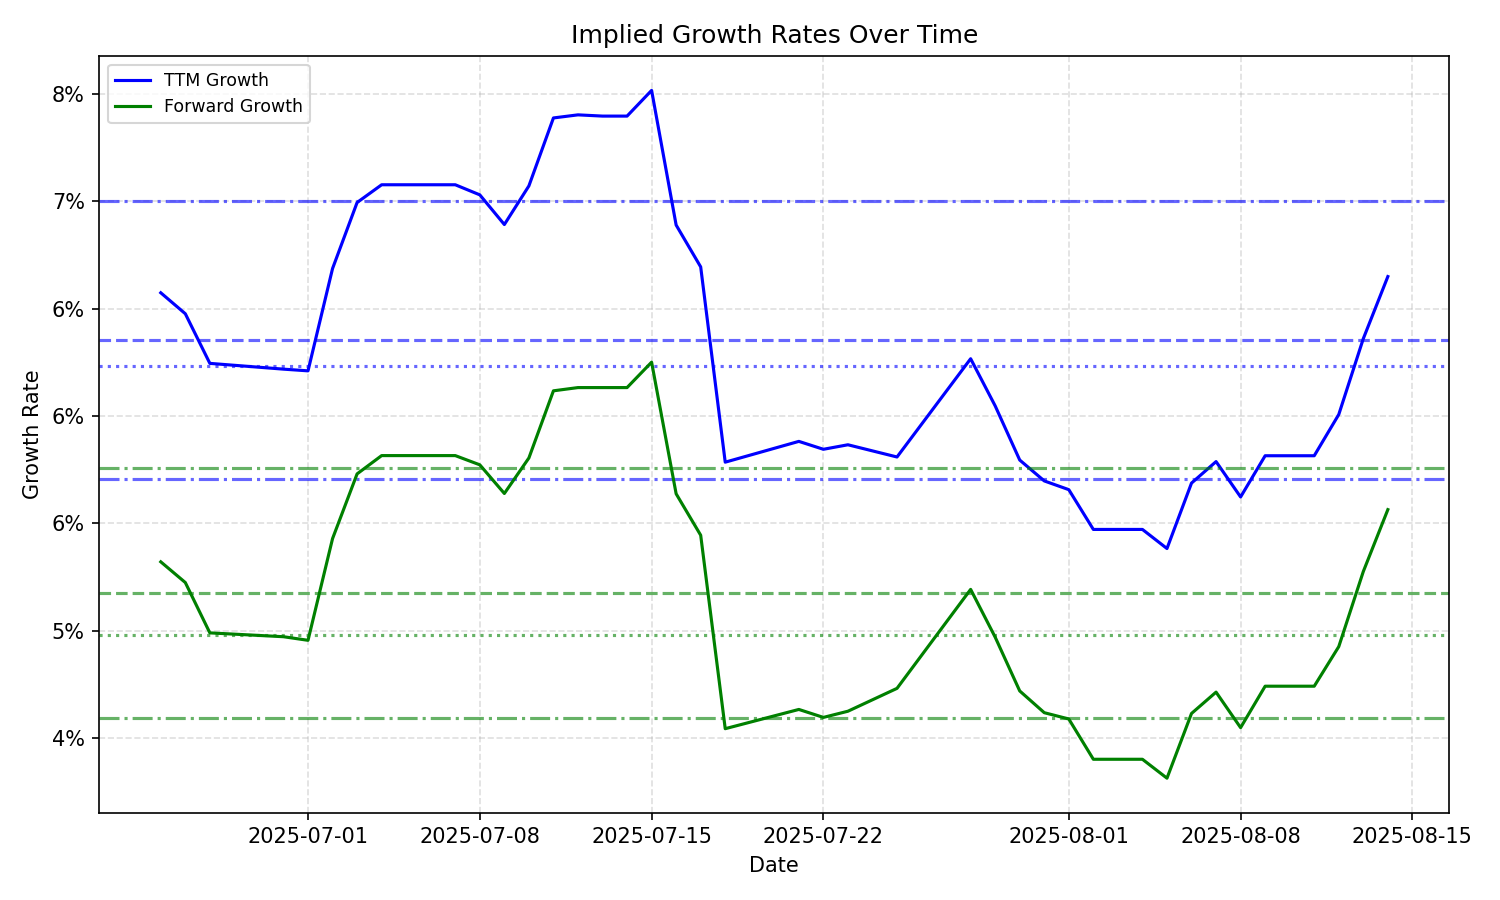 Implied Growth Rates Over Time
TTM Growth
Forward Growth
8%
7%
6%
6%
6%
5%
4%
Growth Rate
2025-07-01
2025-07-08
2025-07-15
2025-07-22
2025-08-01
2025-08-08
2025-08-15
Date